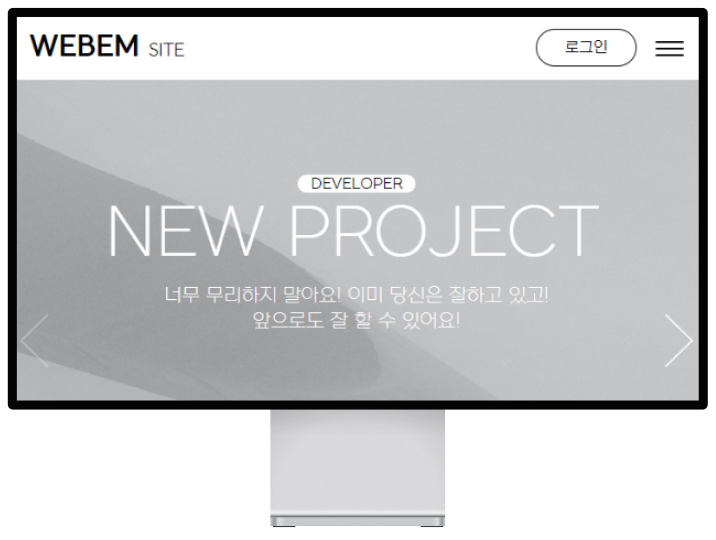 WEBEM SITE
로그인
DEVELOPER
NEW PROJECT
너무 무리하지 말아요! 이미 당신은 잘하고 있고!
앞으로도 잘 할 수 있어요!